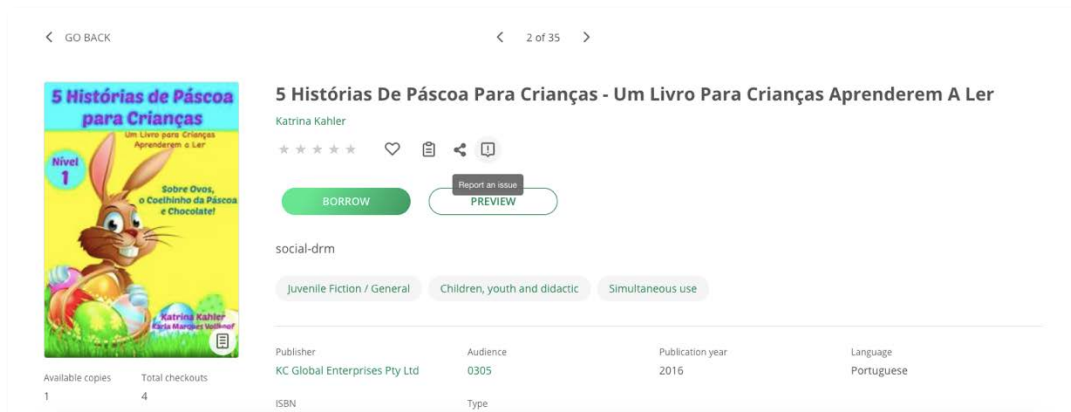 GO BACK
2 of 35
5 Histórias de Páscoa
para Crianças
Um Livro para Crianças
Aprenderem a Ler
Nível
1
Sobre Ovos,
o Coelhinho da Páscoa
e Chocolate!
Katrina Kahler
Karla Marques Vollkopf
Available copies
Total checkouts
1
4
5 Histórias De Páscoa Para Crianças - Um Livro Para Crianças Aprenderem A Ler
Katrina Kahler
Report an issue
BORROW
PREVIEW
social-drm
Juvenile Fiction / General
Children, youth and didactic
Simultaneous use
Publisher
Audience
Publication year
Language
KC Global Enterprises Pty Ltd
0305
2016
Portuguese
ISBN
Type